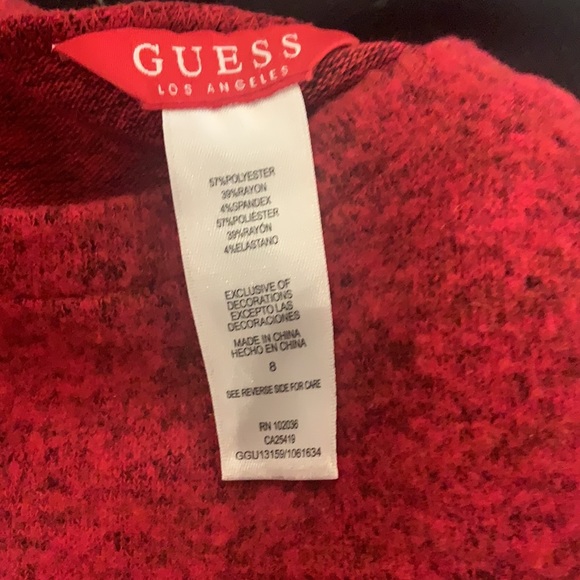 GUESS
LOS ANGELES
57%POLYESTER
39%RAYON
4%SPANDEX
57%POLIESTER
39%RAYÓN
4%ELASTANO
EXCLUSIVE OF
DECORATIONS
EXCEPTO LAS
DECORACIONES
MADE IN CHINA
HECHO EN CHINA
8
SEE REVERSE SIDE FOR CARE
RN 102036
CA25419
GGU13159/1061634